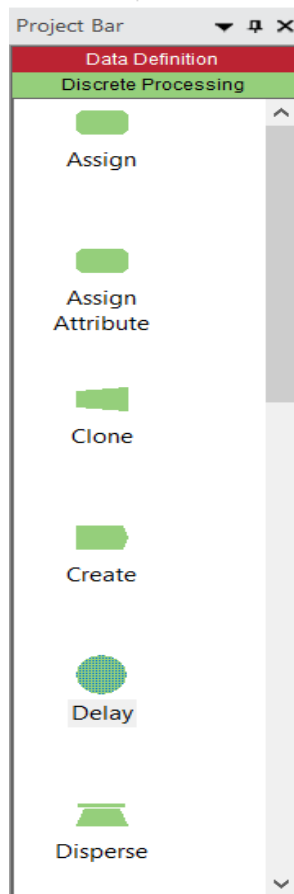 Project Bar
Data Definition
Discrete Processing
Assign
Assign
Attribute
Clone
Create
Delay
Disperse